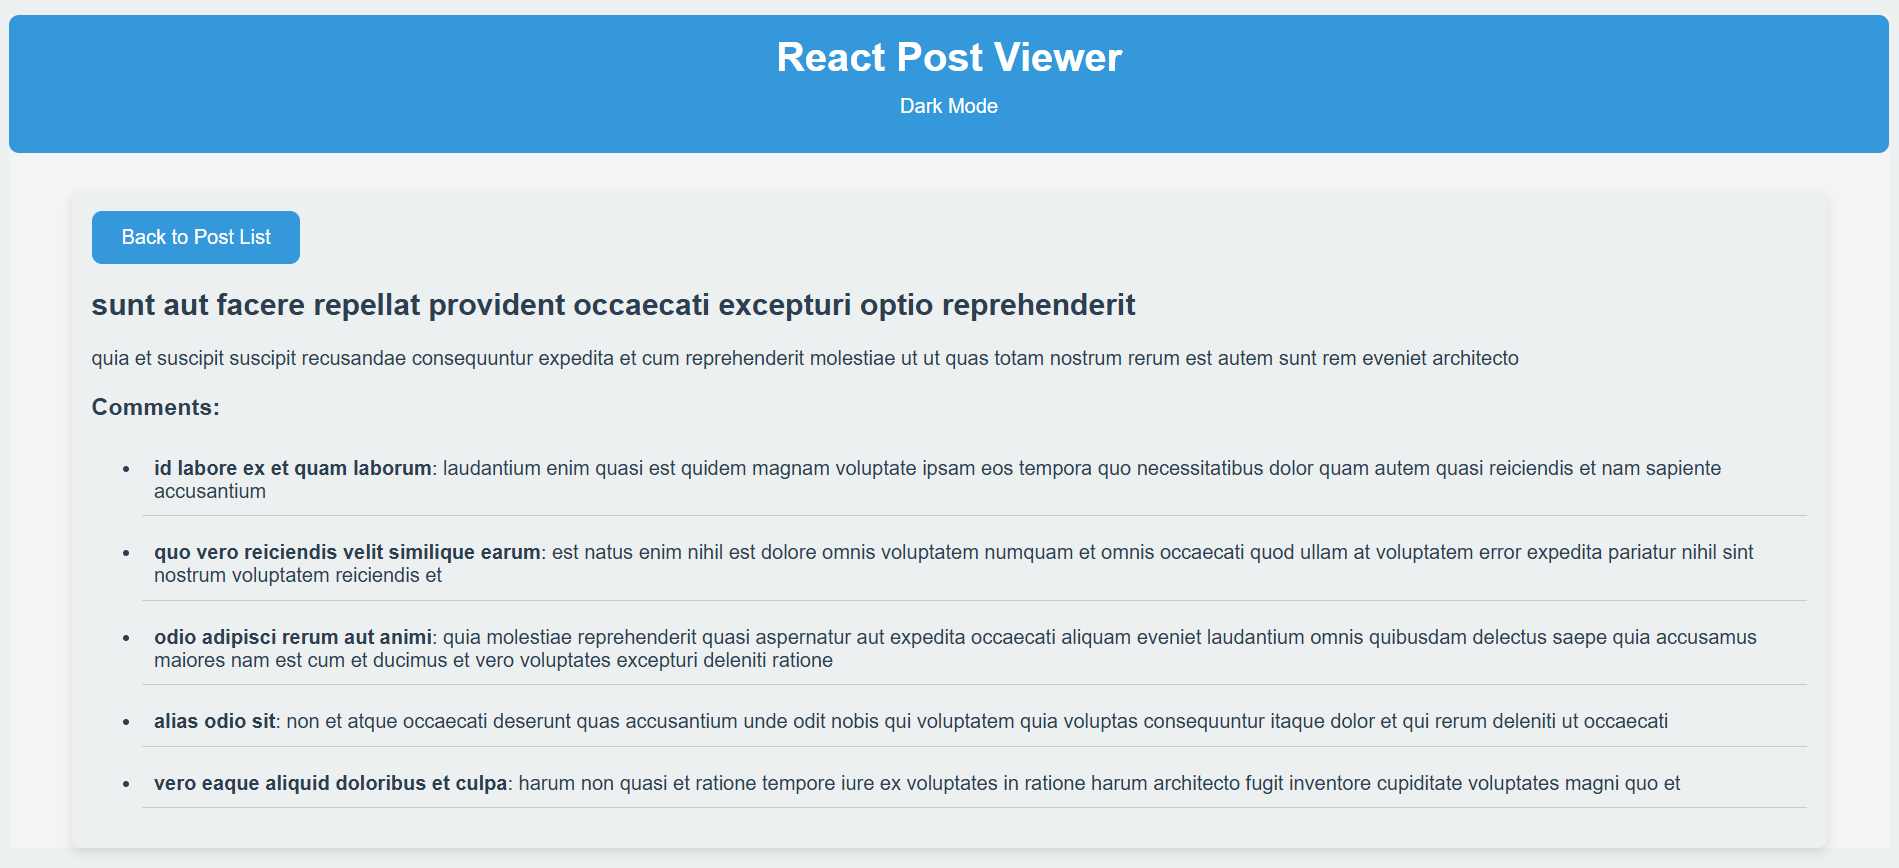 React Post Viewer
Dark Mode
Back to Post List
sunt aut facere repellat provident occaecati excepturi optio reprehenderit
quia et suscipit suscipit recusandae consequuntur expedita et cum reprehenderit molestiae ut ut quas totam nostrum rerum est autem sunt rem eveniet architecto
Comments:
• id labore ex et quam laborum: laudantium enim quasi est quidem magnam voluptate ipsam eos tempora quo necessitatibus dolor quam autem quasi reiciendis et nam sapiente
accusantium
• quo vero reiciendis velit similique earum: est natus enim nihil est dolore omnis voluptatem numquam et omnis occaecati quod ullam at voluptatem error expedita pariatur nihil sint
nostrum voluptatem reiciendis et
• odio adipisci rerum aut animi: quia molestiae reprehenderit quasi aspernatur aut expedita occaecati aliquam eveniet laudantium omnis quibusdam delectus saepe quia accusamus
maiores nam est cum et ducimus et vero voluptates excepturi deleniti ratione
• alias odio sit: non et atque occaecati deserunt quas accusantium unde odit nobis qui voluptatem quia voluptas consequuntur itaque dolor et qui rerum deleniti ut occaecati
• vero eaque aliquid doloribus et culpa: harum non quasi et ratione tempore iure ex voluptates in ratione harum architecto fugit inventore cupiditate voluptates magni quo et